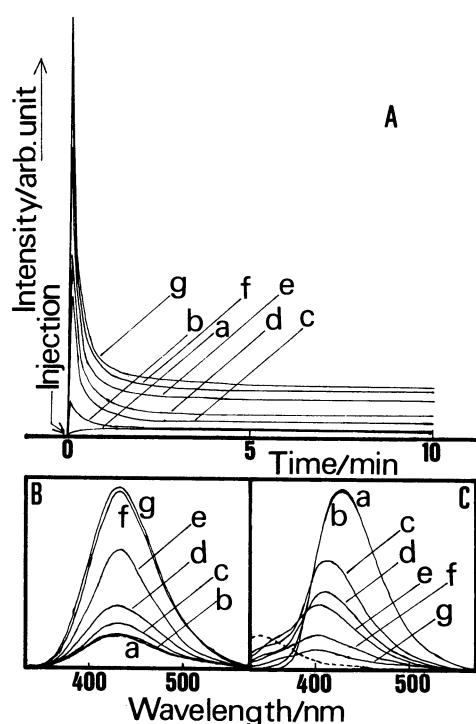 A
Intensity/arb.unit
Injection
g
f
e
b
a
d
c
0
5
10
Time/min
B
g
f
e
d
c
b
a
400
500
C
a
b
c
d
e
f
g
400
500
Wavelength/nm